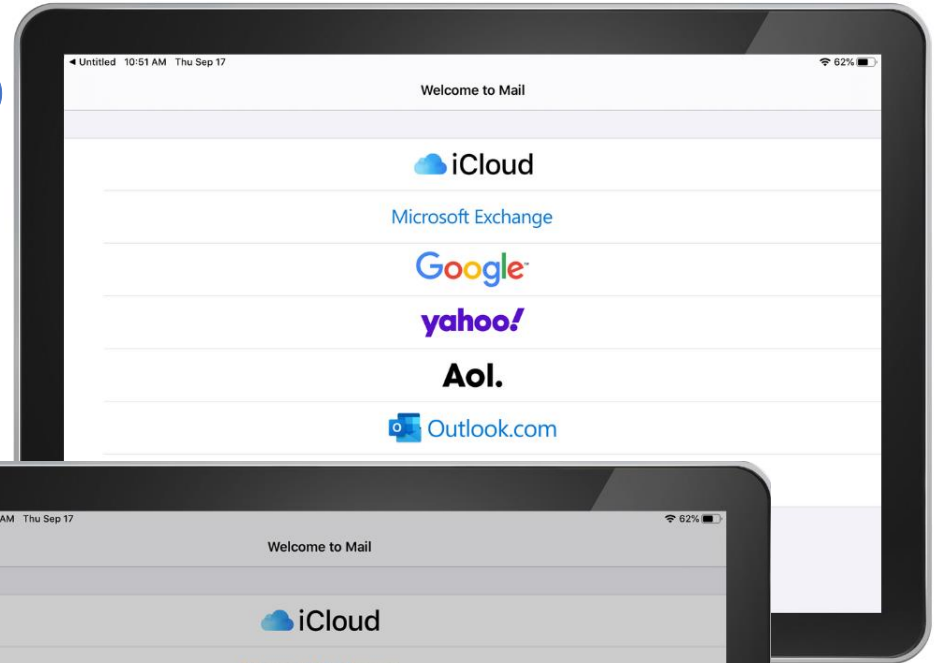 ◄ Untitled 10:51 AM Thu Sep 17 62%
Welcome to Mail
iCloud
Microsoft Exchange
Google
yahoo!
Aol.
Outlook.com
AM Thu Sep 17 62%
Welcome to Mail
iCloud